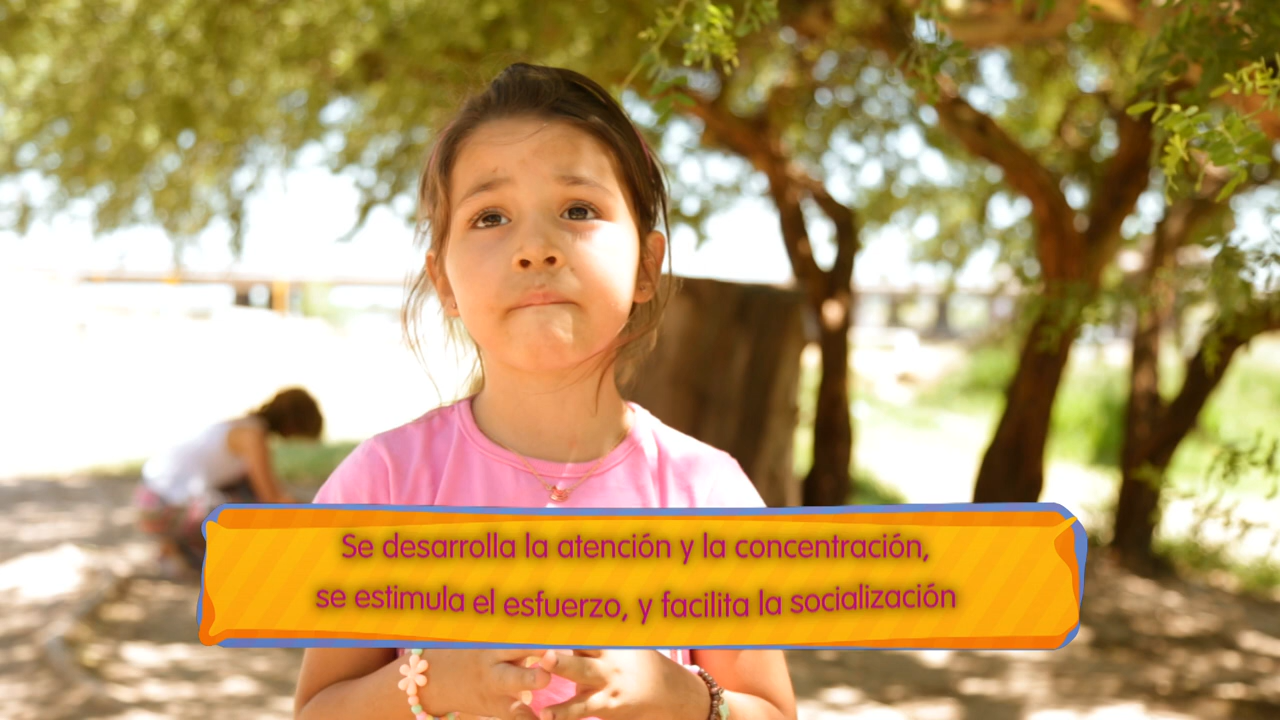 Se desarrolla la atención y la concentración,
se estimula el esfuerzo, y facilita la socialización